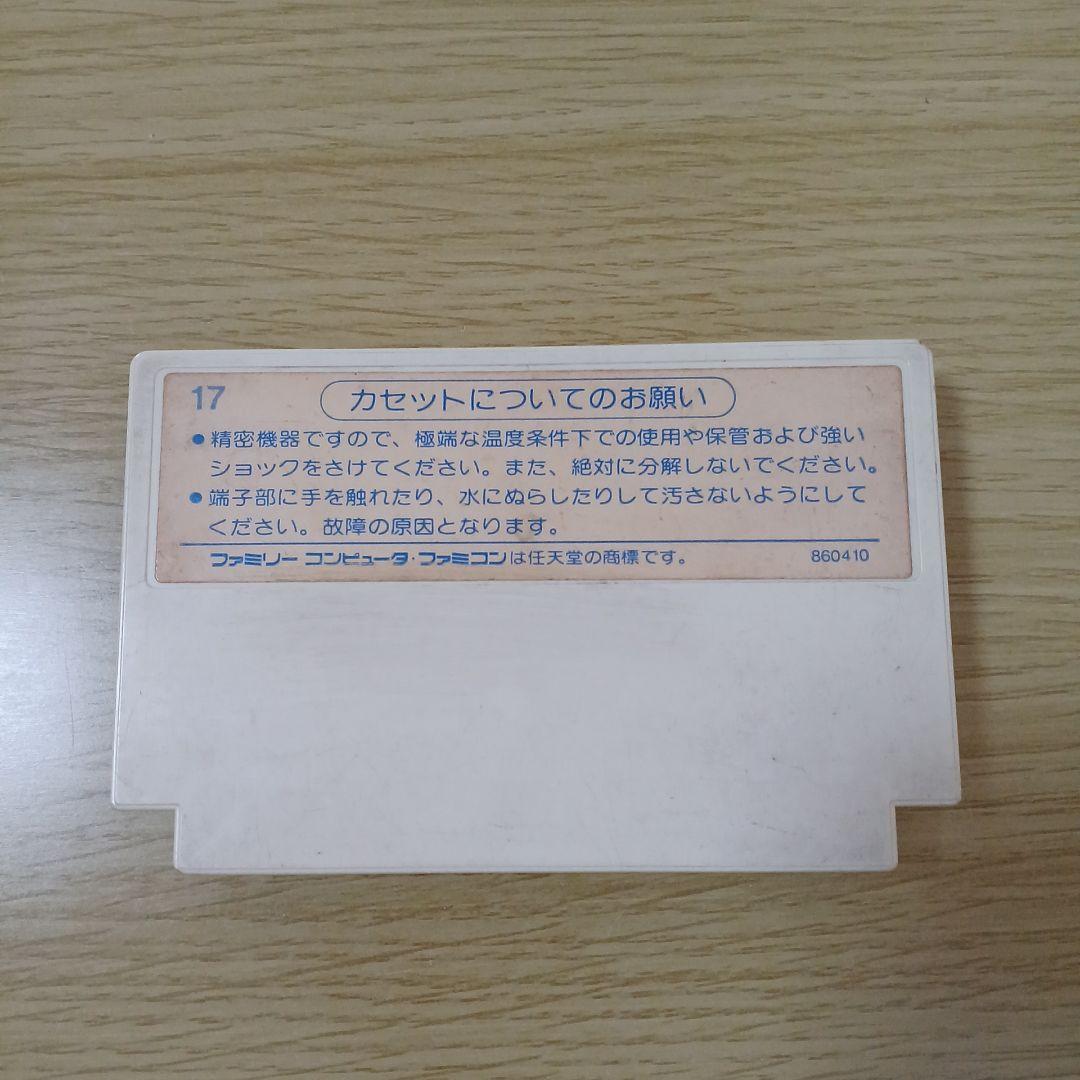 17 カセットについてのお願い
●精密機器ですので、極端な温度条件下での使用や保管および強い
ショックをさけてください。また、絶対に分解しないでください。
●端子部に手を触れたり、水にぬらしたりして汚さないようにして
ください。故障の原因となります。
ファミリー コンピュータ・ファミコンは任天堂の商標です。 860410